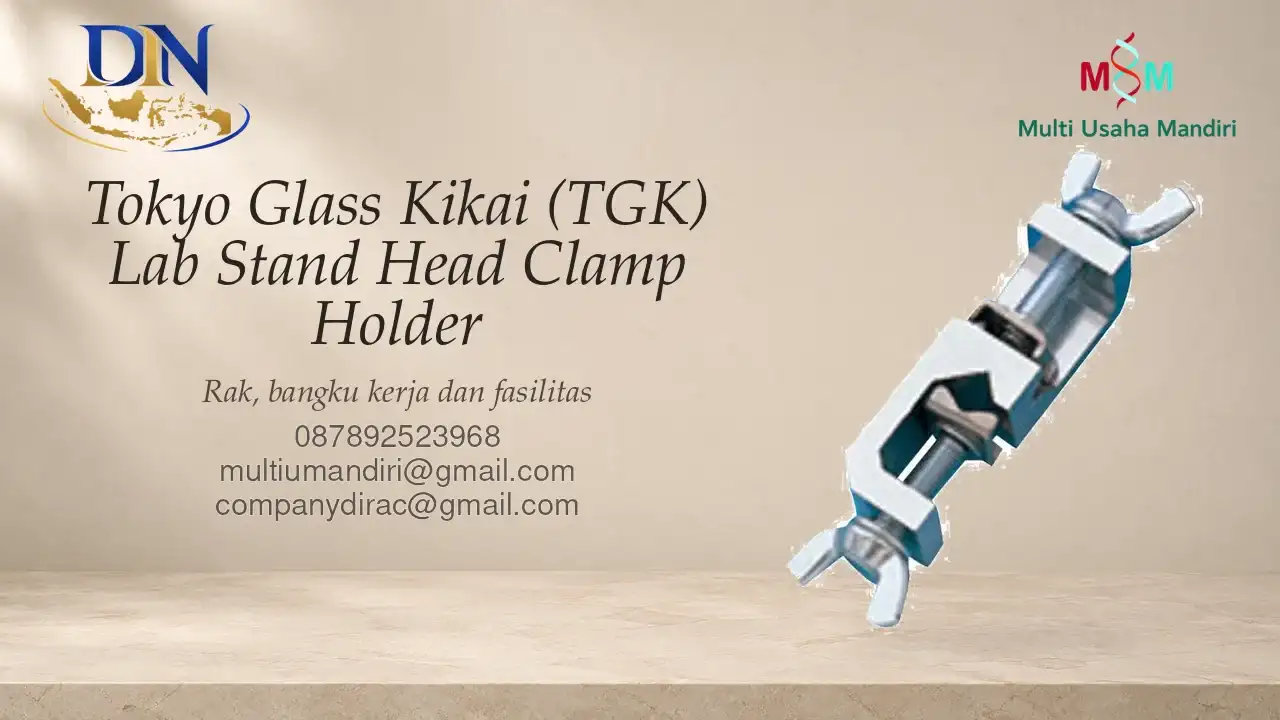 DN
M M
Multi Usaha Mandiri
Tokyo Glass Kikai (TGK)
Lab Stand Head Clamp
Holder
Rak, bangku kerja dan fasilitas
087892523968
multiumandiri@gmail.com
companydirac@gmail.com